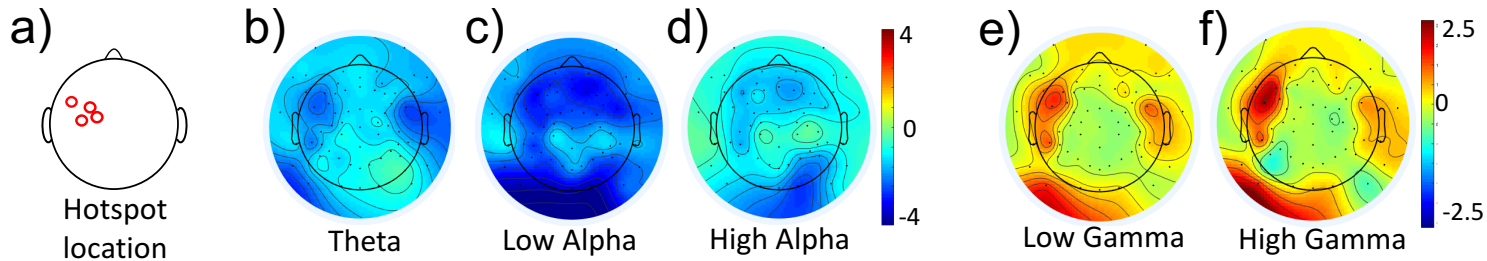 a)
b)
c)
d)
e)
f)
4
0
-4
2.5
0
-2.5
Hotspot
location
Theta
Low Alpha
High Alpha
Low Gamma
High Gamma